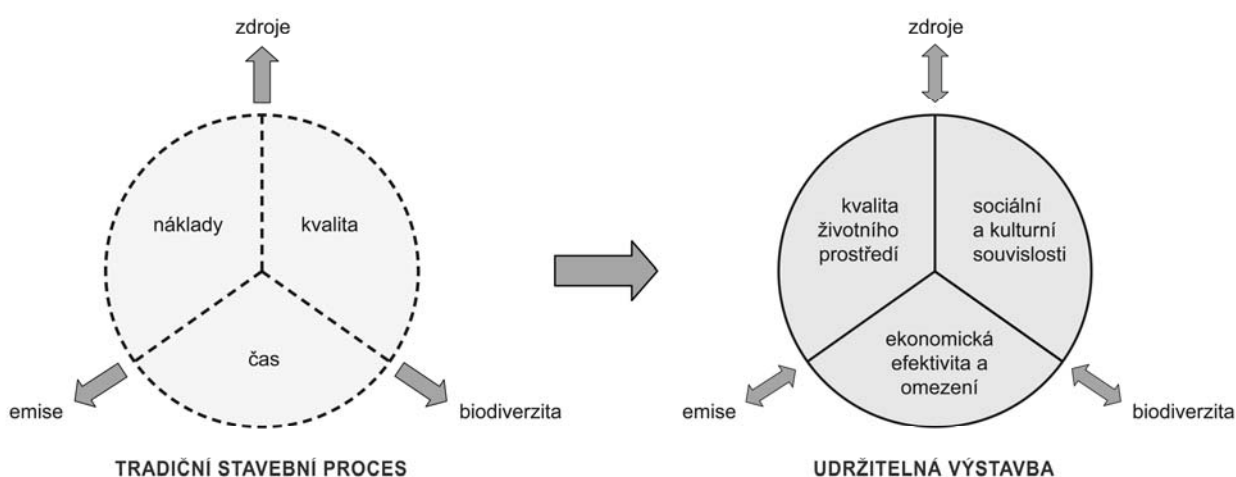 zdroje
náklady
kvalita
čas
emise
biodiverzita
TRADIČNÍ STAVEBNÍ PROCES
zdroje
kvalita
životního
prostředí
sociální
a kulturní
souvislosti
ekonomická
efektivita a
omezení
emise
biodiverzita
UDRŽITELNÁ VÝSTAVBA